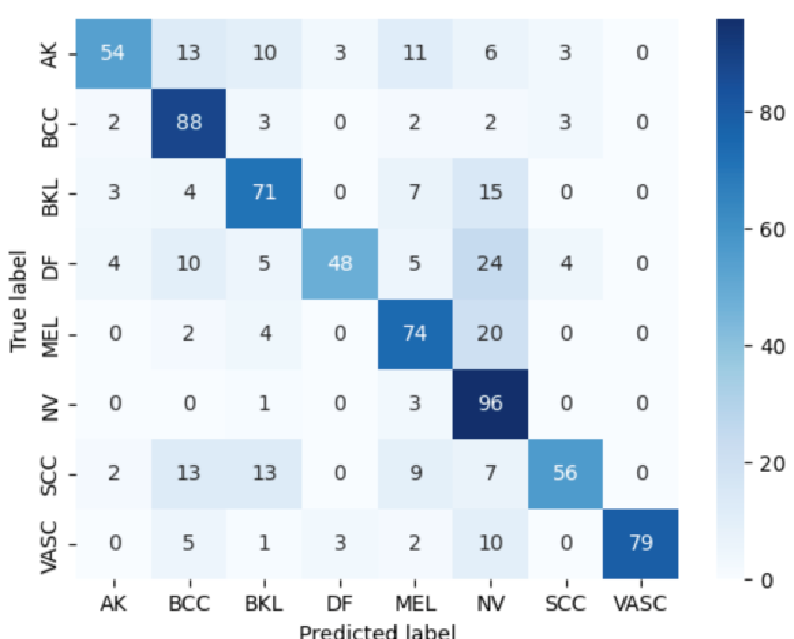 AK 54 13 10 3 11 6 3 0
BCC 2 88 3 0 2 2 3 0
BKL 3 4 71 0 7 15 0 0
DF 4 10 5 48 5 24 4 0
MEL 0 2 4 0 74 20 0 0
NV 0 0 1 0 3 96 0 0
SCC 2 13 13 0 9 7 56 0
VASC 0 5 1 3 2 10 0 79
AK BCC BKL DF MEL NV SCC VASC
Predicted label
True label
80
60
40
20
0